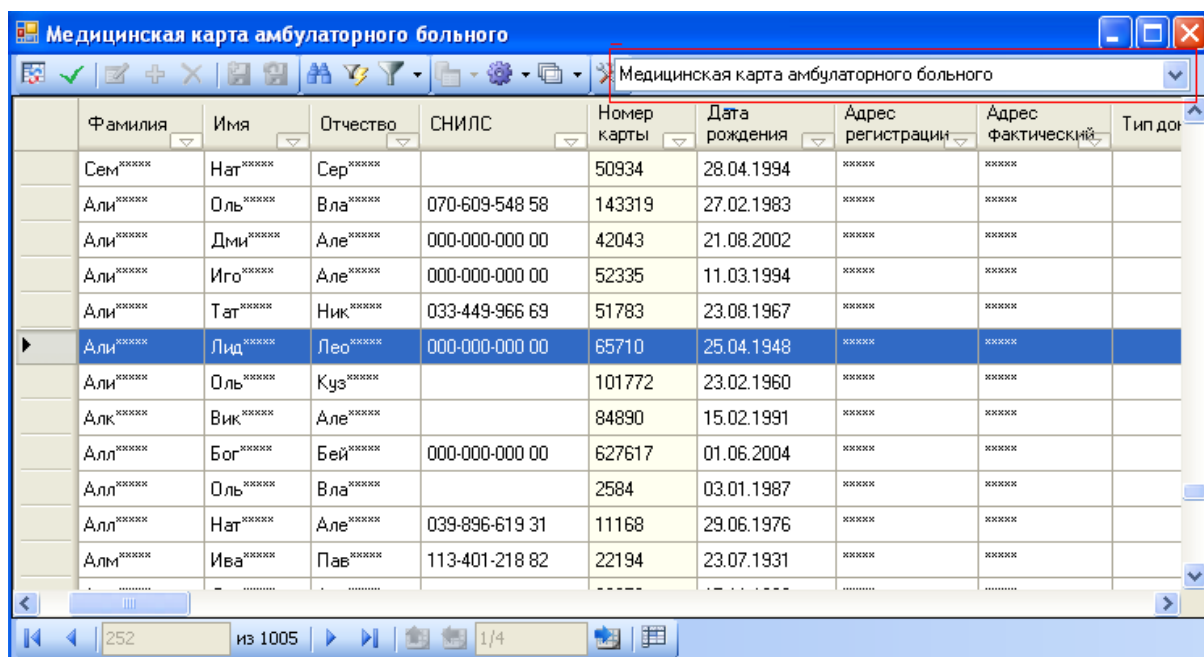 Медицинская карта амбулаторного больного
Медицинская карта амбулаторного больного
Фамилия Имя Отчество СНИЛС Номер карты Дата рождения Адрес регистрации Адрес фактический Тип док
Сем***** Нат***** Сер***** 50934 28.04.1994 ***** *****
Али***** Оль***** Вла***** 070-609-548 58 143319 27.02.1983 ***** *****
Али***** Дми***** Але***** 000-000-000 00 42043 21.08.2002 ***** *****
Али***** Иго***** Але***** 000-000-000 00 52335 11.03.1994 ***** *****
Али***** Тат***** Ник***** 033-449-966 69 51783 23.08.1967 ***** *****
Али***** Лид***** Лео***** 000-000-000 00 65710 25.04.1948 ***** *****
Али***** Оль***** Куз***** 101772 23.02.1960 ***** *****
Алк***** Вик***** Але***** 84890 15.02.1991 ***** *****
Алл***** Бог***** Бей***** 000-000-000 00 627617 01.06.2004 ***** *****
Алл***** Оль***** Вла***** 2584 03.01.1987 ***** *****
Алл***** Нат***** Але***** 039-896-619 31 11168 29.06.1976 ***** *****
Алм***** Ива***** Пав***** 113-401-218 82 22194 23.07.1931 ***** *****
252 из 1005 1/4